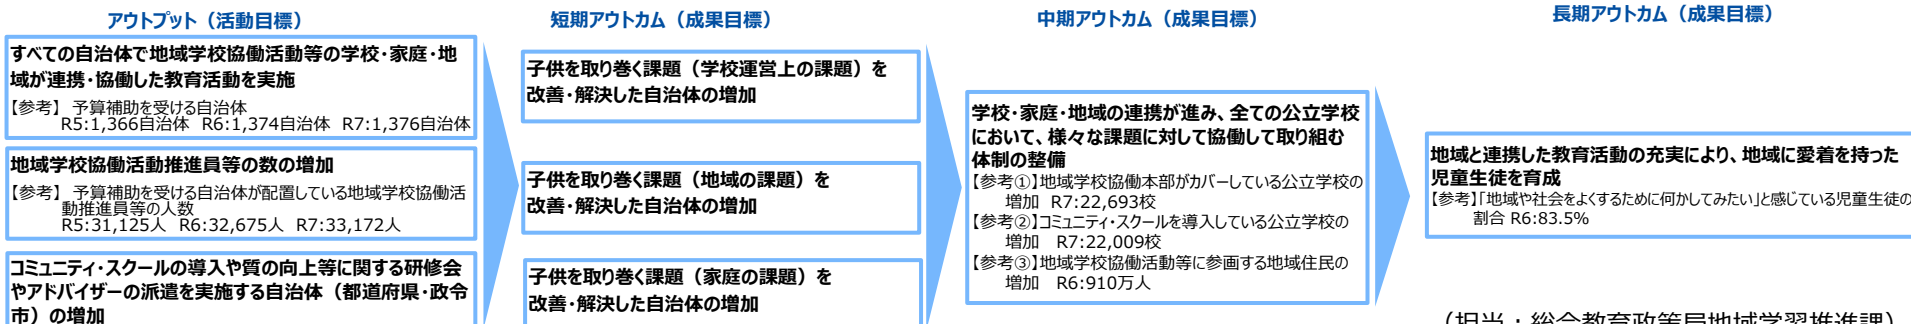 アウトプット（活動目標）
すべての自治体で地域学校協働活動等の学校・家庭・地
域が連携・協働した教育活動を実施
【参考】 予算補助を受ける自治体
R5:1,366自治体 R6:1,374自治体 R7:1,376自治体
地域学校協働活動推進員等の数の増加
【参考】 予算補助を受ける自治体が配置している地域学校協働活
動推進員等の人数
R5:31,125人 R6:32,675人 R7:33,172人
コミュニティ・スクールの導入や質の向上等に関する研修会
やアドバイザーの派遣を実施する自治体（都道府県・政令
市）の増加
短期アウトカム（成果目標）
子供を取り巻く課題（学校運営上の課題）を
改善・解決した自治体の増加
子供を取り巻く課題（地域の課題）を
改善・解決した自治体の増加
子供を取り巻く課題（家庭の課題）を
改善・解決した自治体の増加
中期アウトカム（成果目標）
学校・家庭・地域の連携が進み、全ての公立学校
において、様々な課題に対して協働して取り組む
体制の整備
【参考①】地域学校協働本部がカバーしている公立学校の
増加 R7:22,693校
【参考②】コミュニティ・スクールを導入している公立学校の
増加 R7:22,009校
【参考③】地域学校協働活動等に参画する地域住民の
増加 R6:910万人
長期アウトカム（成果目標）
地域と連携した教育活動の充実により、地域に愛着を持った
児童生徒を育成
【参考】「地域や社会をよくするために何かしてみたい」と感じている児童生徒の
割合 R6:83.5%
（担当：総合教育政策局地域学習推進課）